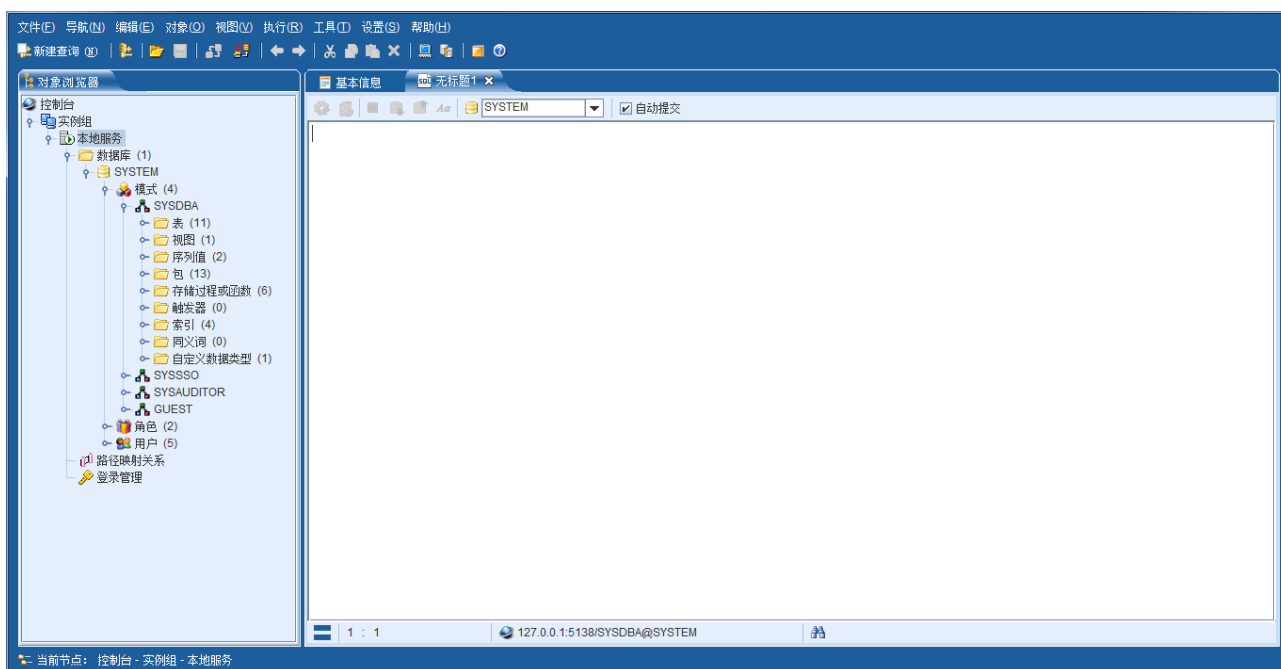 文件(F) 导航(N) 编辑(E) 对象(O) 视图(V) 执行(R) 工具(T) 设置(S) 帮助(H)
新建查询 (N)
对象浏览器
基本信息 无标题1
SYSTEM 自动提交
控制台
实例组
本地服务
数据库 (1)
SYSTEM
模式 (4)
SYSDBA
表 (11)
视图 (1)
序列值 (2)
包 (13)
存储过程或函数 (6)
触发器 (0)
索引 (4)
同义词 (0)
自定义数据类型 (1)
SYSSSO
SYSAUDITOR
GUEST
角色 (2)
用户 (5)
路径映射关系
登录管理
1 : 1 127.0.0.1:5138/SYSDBA@SYSTEM
当前节点: 控制台 - 实例组 - 本地服务